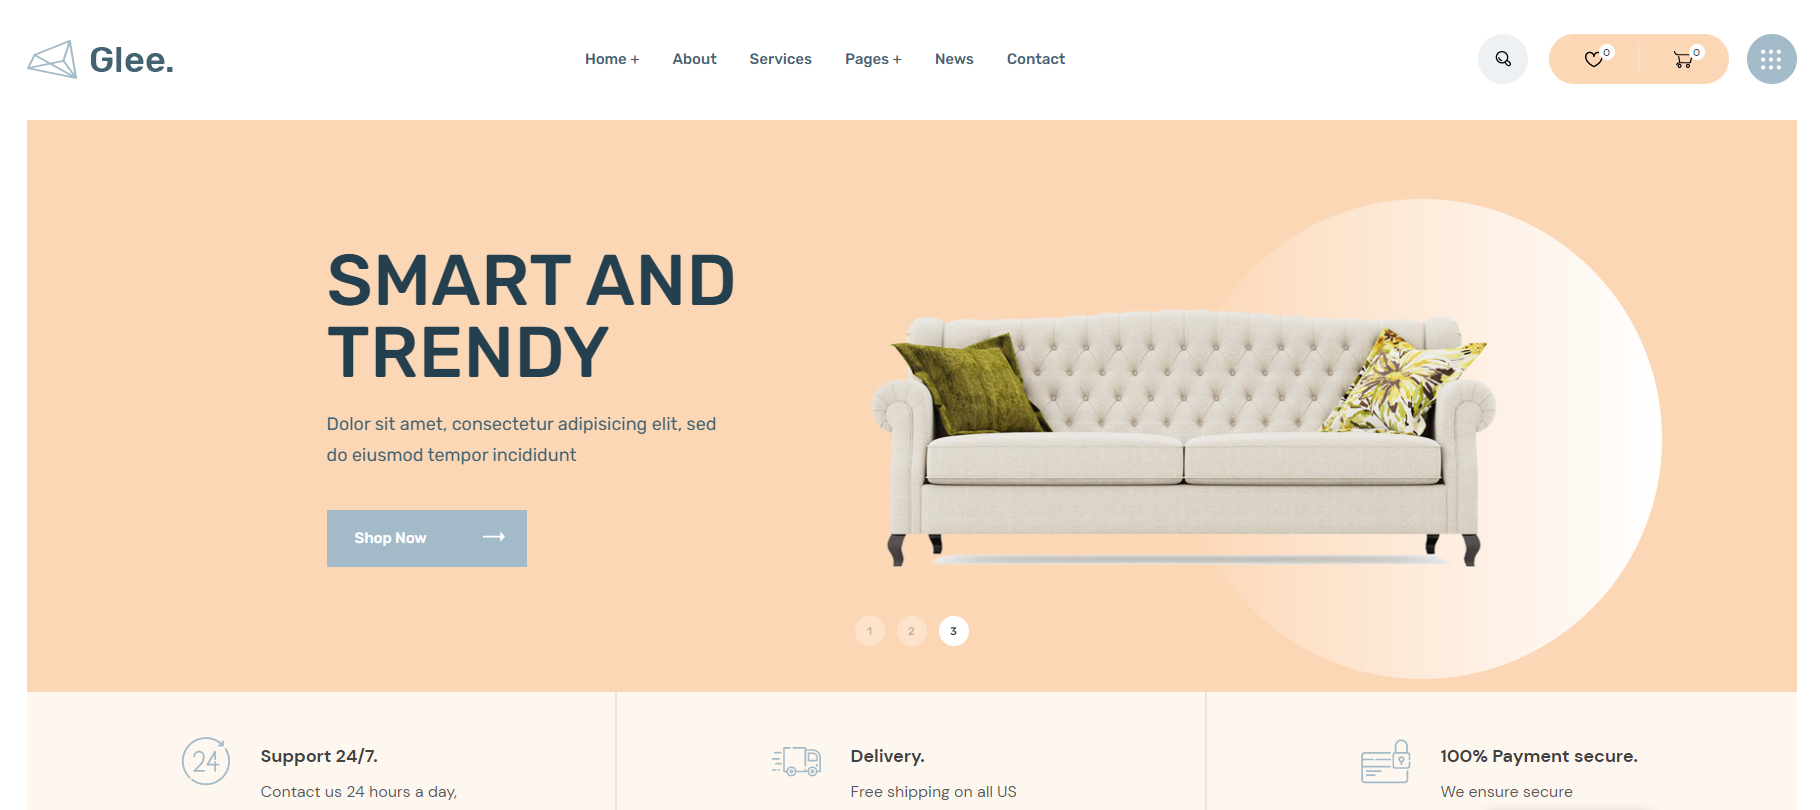 Glee.
Home +
About
Services
Pages +
News
Contact
0
0
SMART AND
TRENDY
Dolor sit amet, consectetur adipisicing elit, sed
do eiusmod tempor incididunt
Shop Now
1
2
3
24
Support 24/7.
Contact us 24 hours a day,
Delivery.
Free shipping on all US
100% Payment secure.
We ensure secure